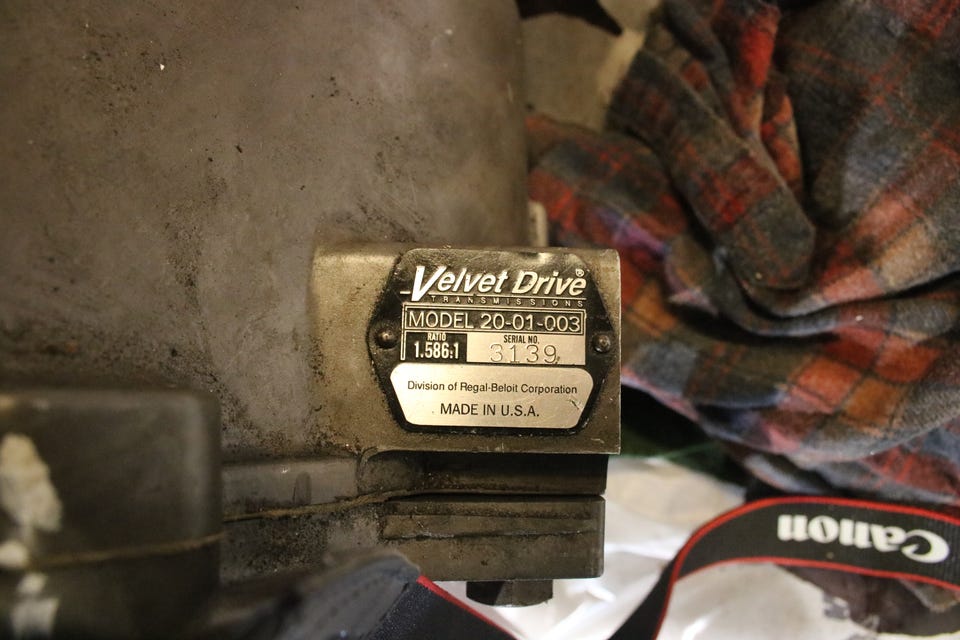 Velvet Drive®
TRANSMISSIONS
MODEL 20-01-003
RATIO
1.586:1
SERIAL NO.
3139
Division of Regal-Beloit Corporation
MADE IN U.S.A.
Canon